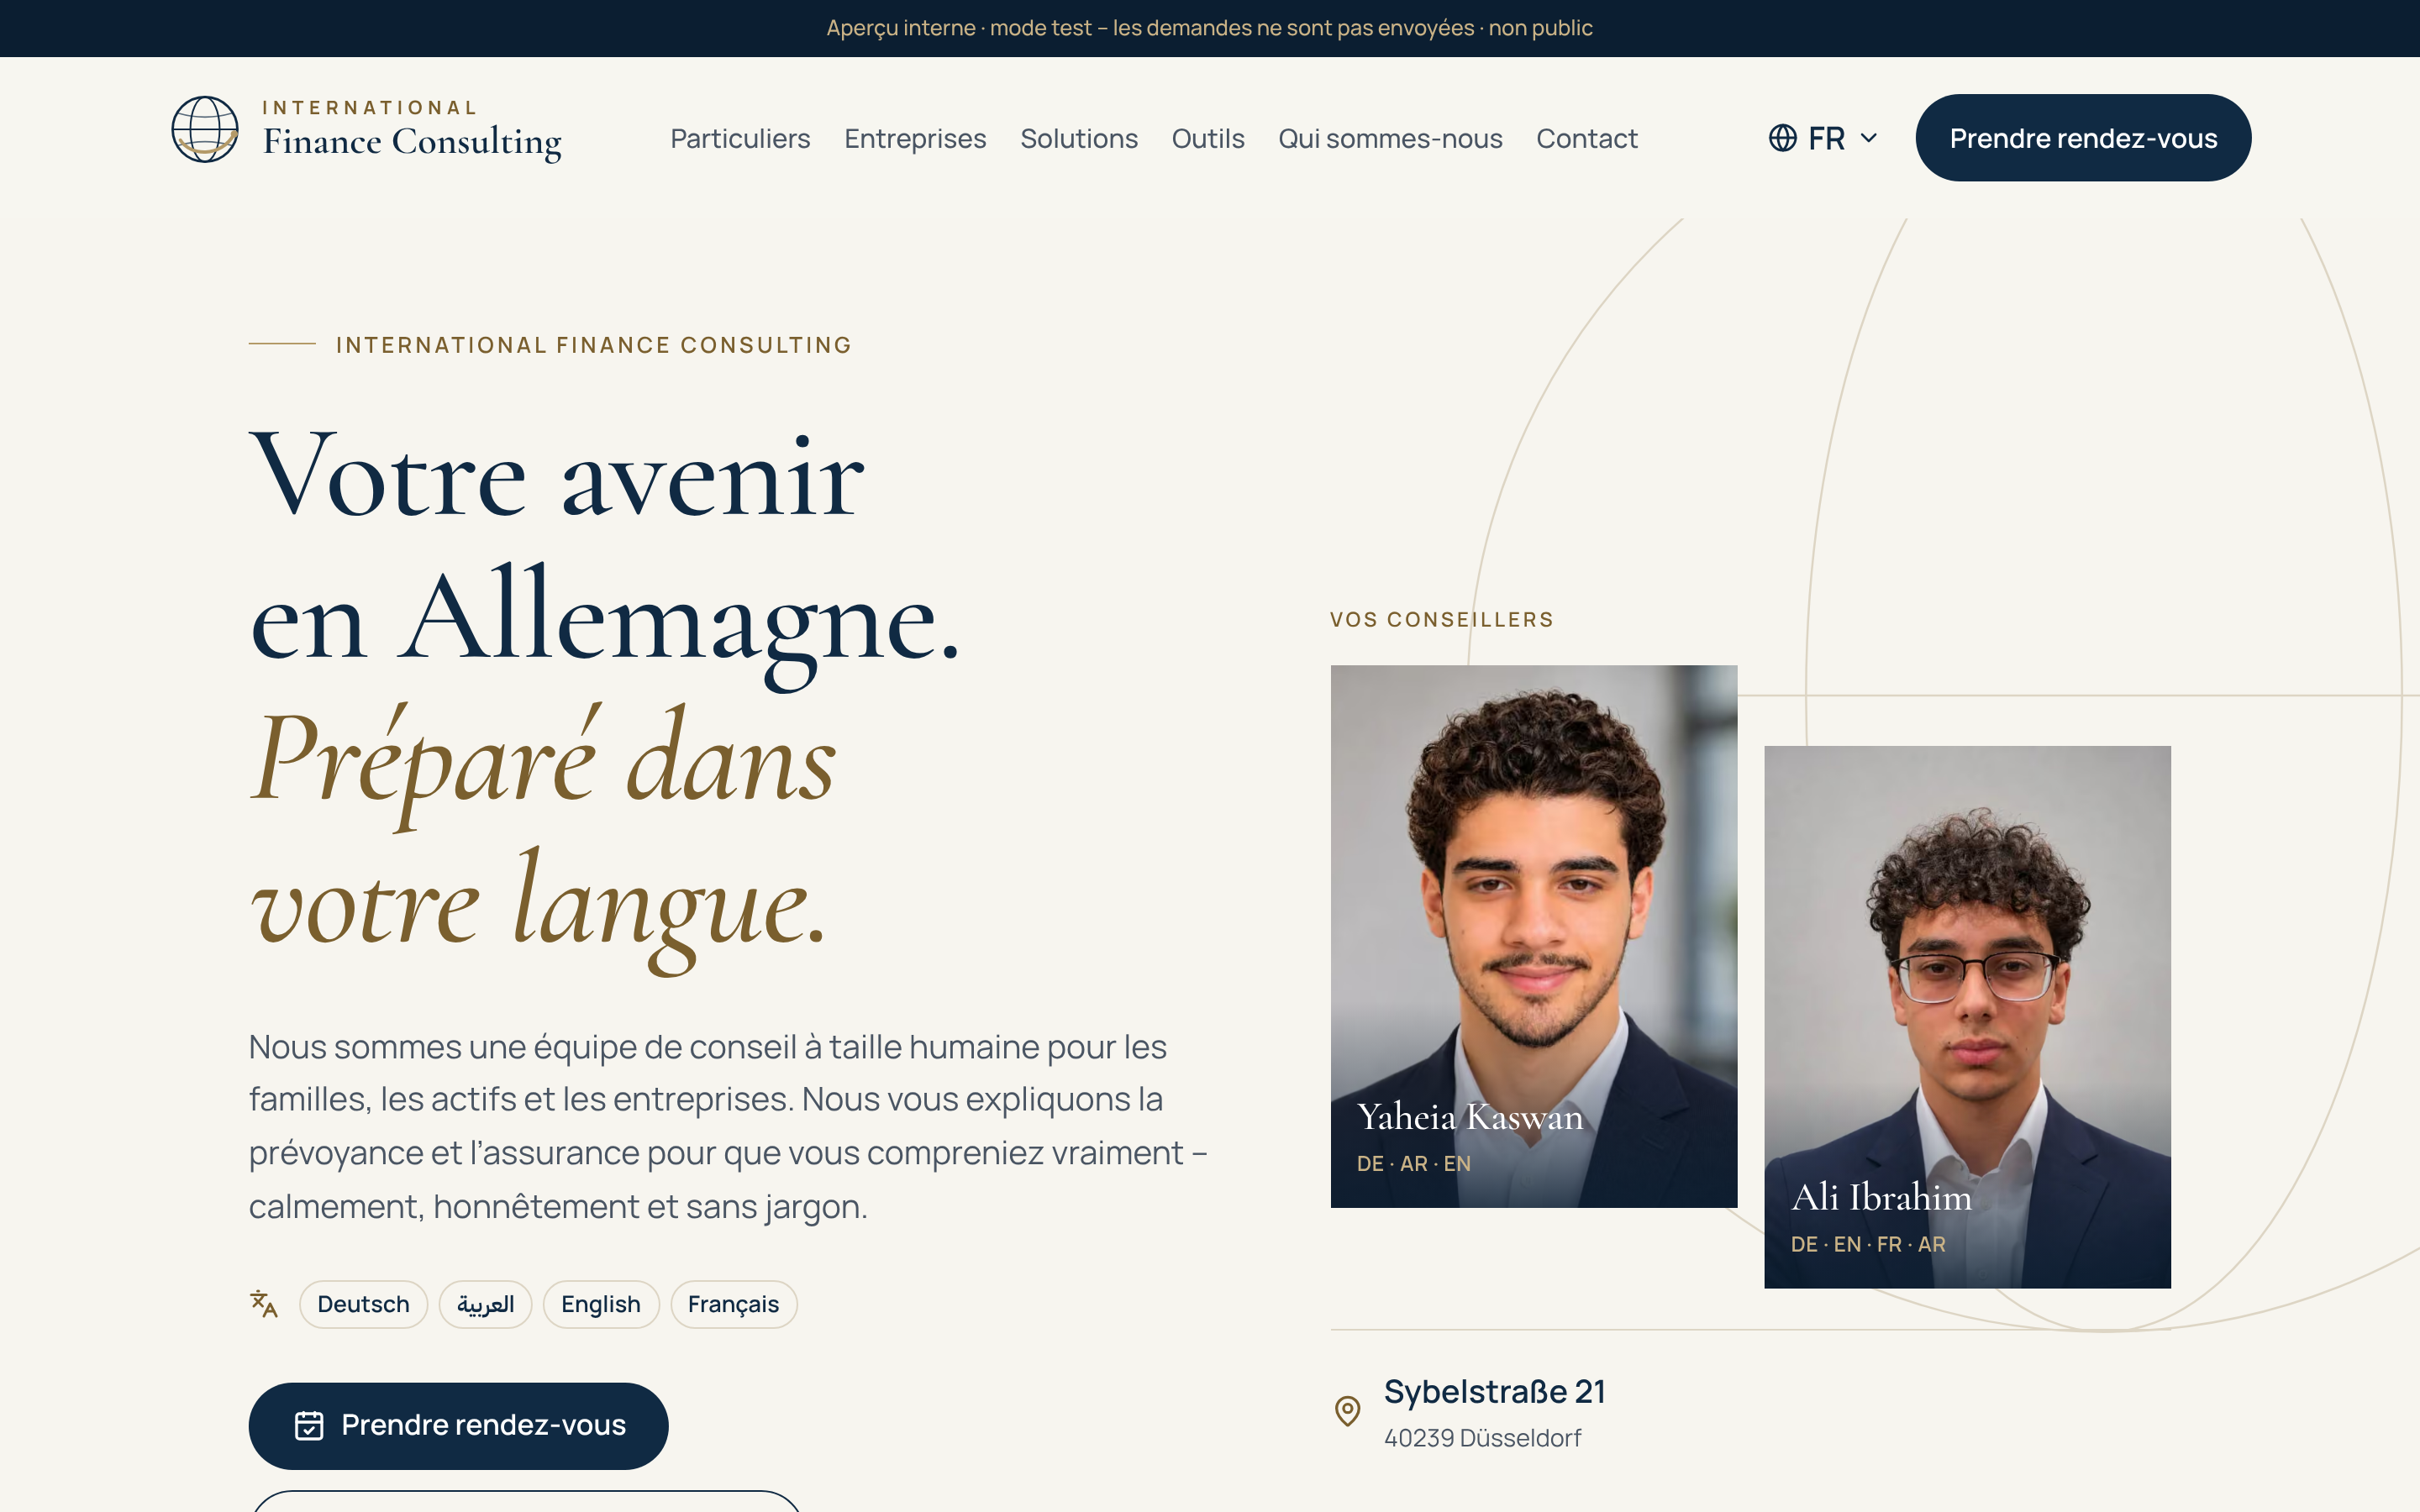 Aperçu interne · mode test – les demandes ne sont pas envoyées · non public
INTERNATIONAL
Finance Consulting
Particuliers
Entreprises
Solutions
Outils
Qui sommes-nous
Contact
FR
Prendre rendez-vous
INTERNATIONAL FINANCE CONSULTING
Votre avenir
en Allemagne.
Préparé dans
votre langue.
Nous sommes une équipe de conseil à taille humaine pour les
familles, les actifs et les entreprises. Nous vous expliquons la
prévoyance et l’assurance pour que vous compreniez vraiment –
calmement, honnêtement et sans jargon.
Deutsch
العربية
English
Français
Prendre rendez-vous
VOS CONSEILLERS
Yaheia Kaswan
DE · AR · EN
Ali Ibrahim
DE · EN · FR · AR
Sybelstraße 21
40239 Düsseldorf